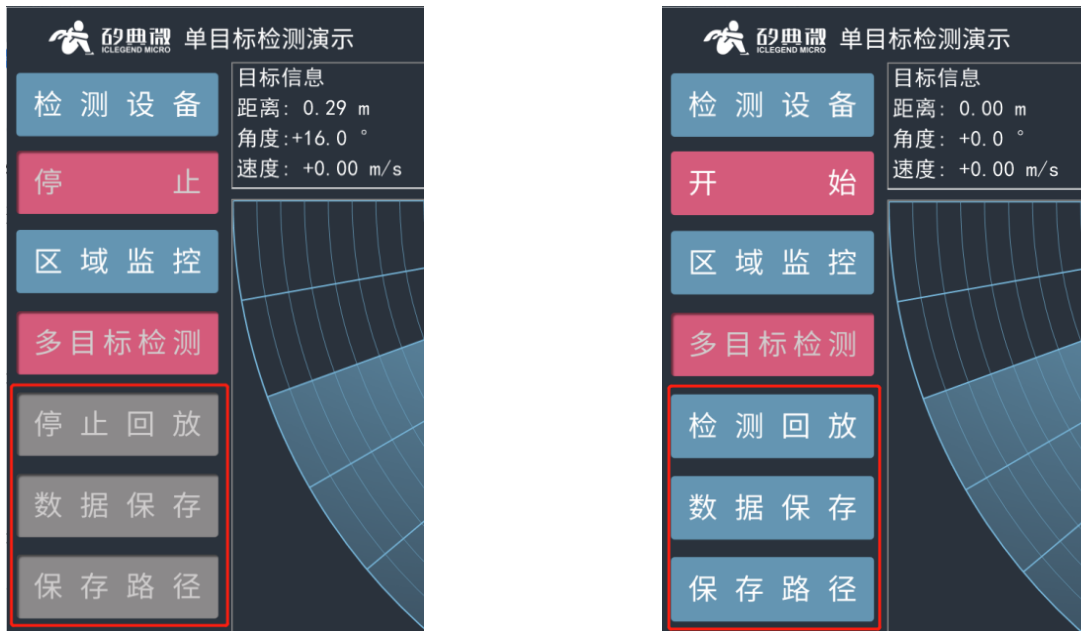 矽典微 ICLEGEND MICRO 单目标检测演示
检测设备
停止
区域监控
多目标检测
停止回放
数据保存
保存路径
目标信息
距离: 0.29 m
角度:+16.0 °
速度: +0.00 m/s
矽典微 ICLEGEND MICRO 单目标检测演示
检测设备
开始
区域监控
多目标检测
检测回放
数据保存
保存路径
目标信息
距离: 0.00 m
角度: +0.0 °
速度: +0.00 m/s